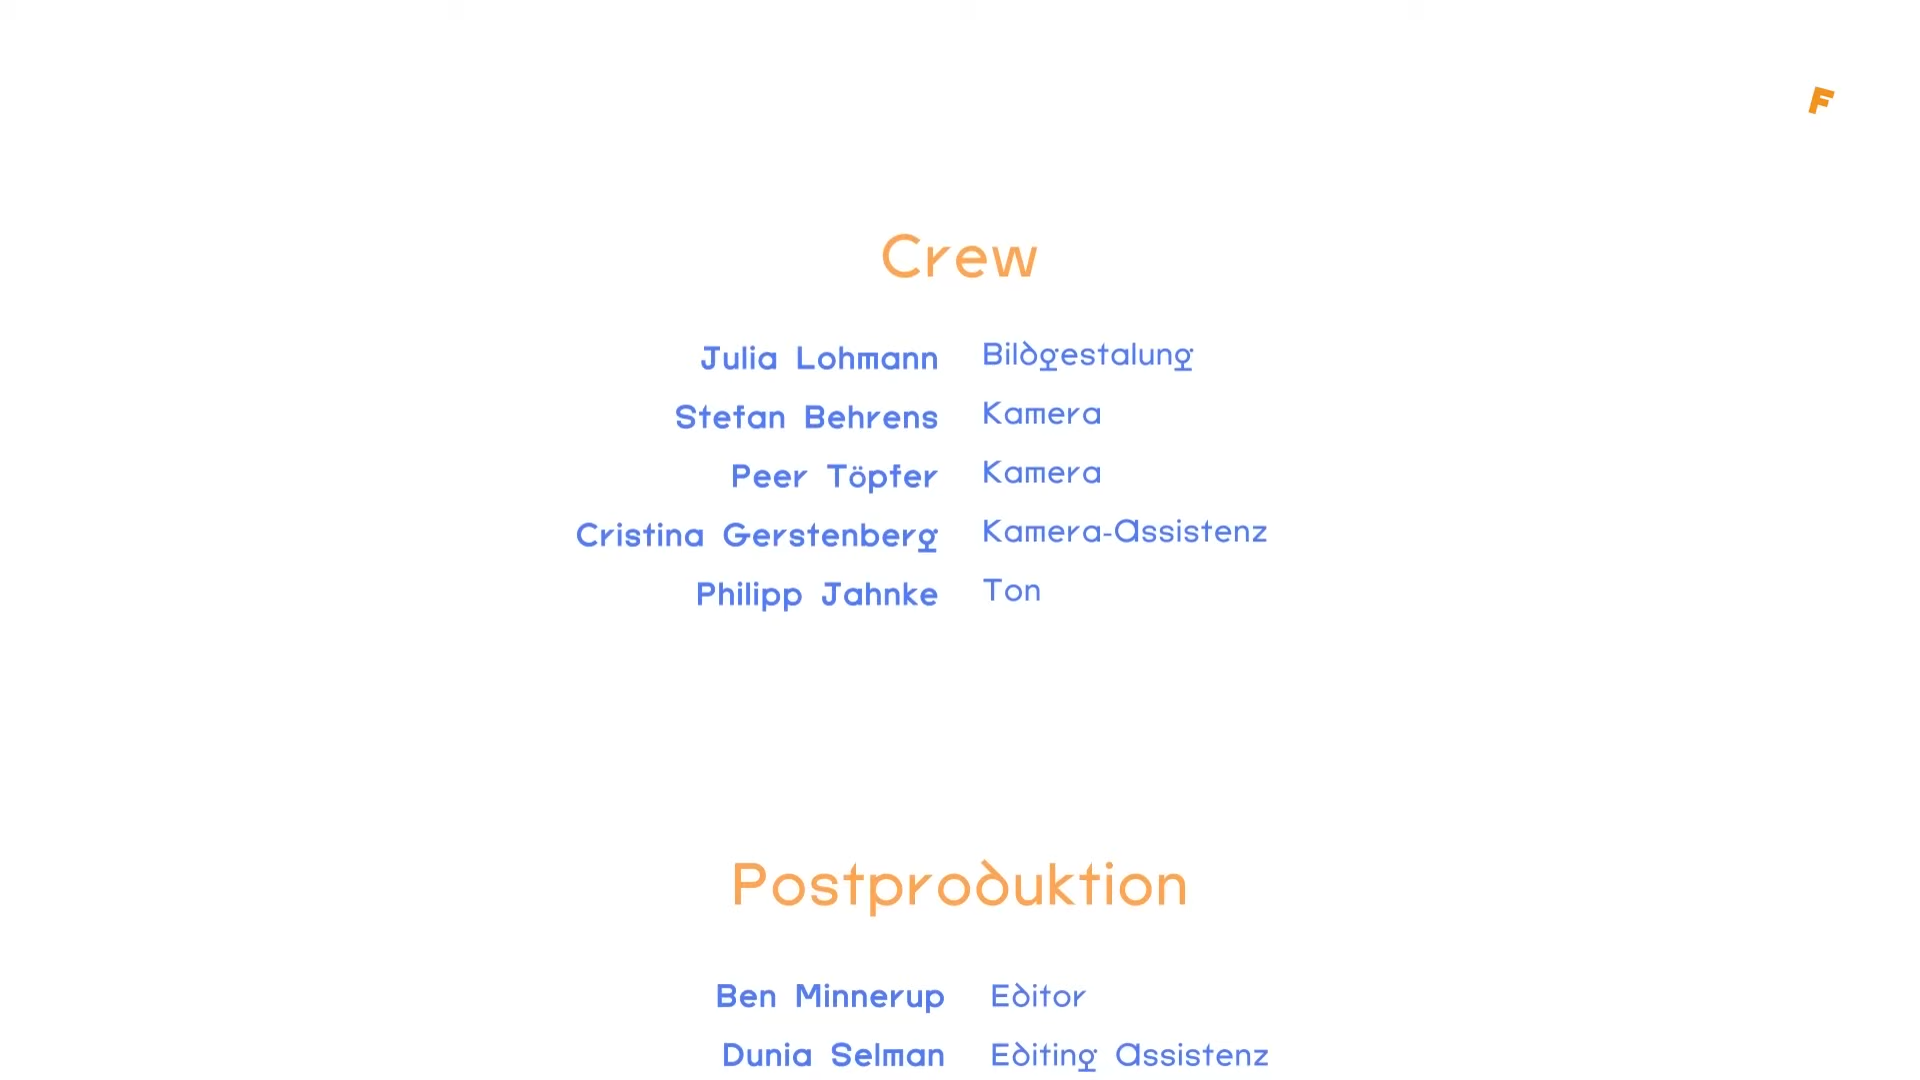 F
Crew
Julia Lohmann Bildgestalung
Stefan Behrens Kamera
Peer Töpfer Kamera
Cristina Gerstenberg Kamera-Assistenz
Philipp Jahnke Ton
Postproduktion
Ben Minnerup Editor
Dunia Selman Editing Assistenz